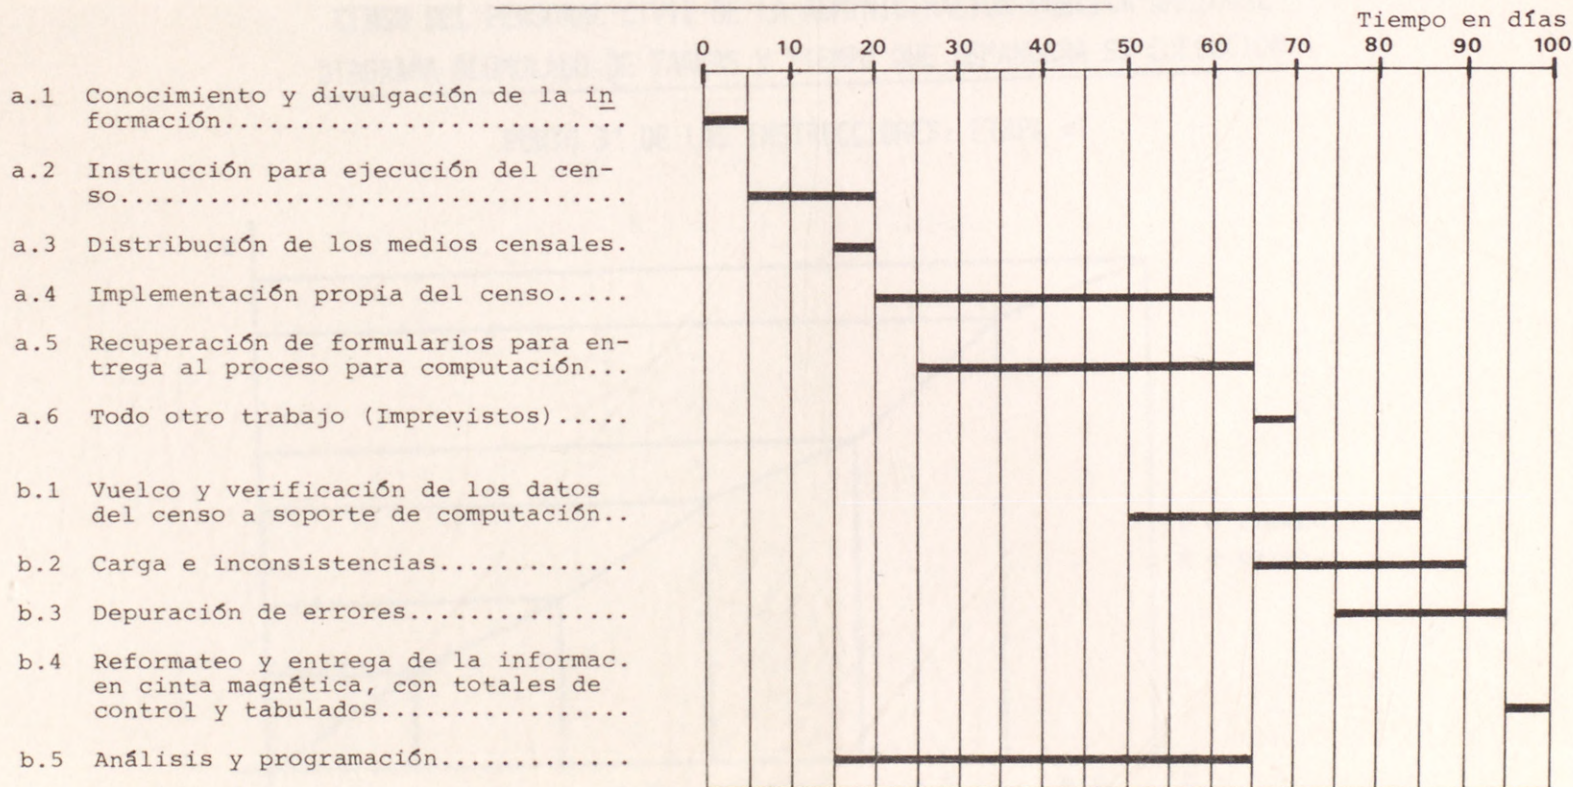 Tiempo en días
0 10 20 30 40 50 60 70 80 90 100
a.1 Conocimiento y divulgación de la in
formación...........................
a.2 Instrucción para ejecución del cen-
so..................................
a.3 Distribución de los medios censales.
a.4 Implementación propia del censo.....
a.5 Recuperación de formularios para en-
trega al proceso para computación...
a.6 Todo otro trabajo (Imprevistos).....
b.1 Vuelco y verificación de los datos
del censo a soporte de computación..
b.2 Carga e inconsistencias.............
b.3 Depuración de errores...............
b.4 Reformateo y entrega de la informac.
en cinta magnética, con totales de
control y tabulados.................
b.5 Análisis y programación.............